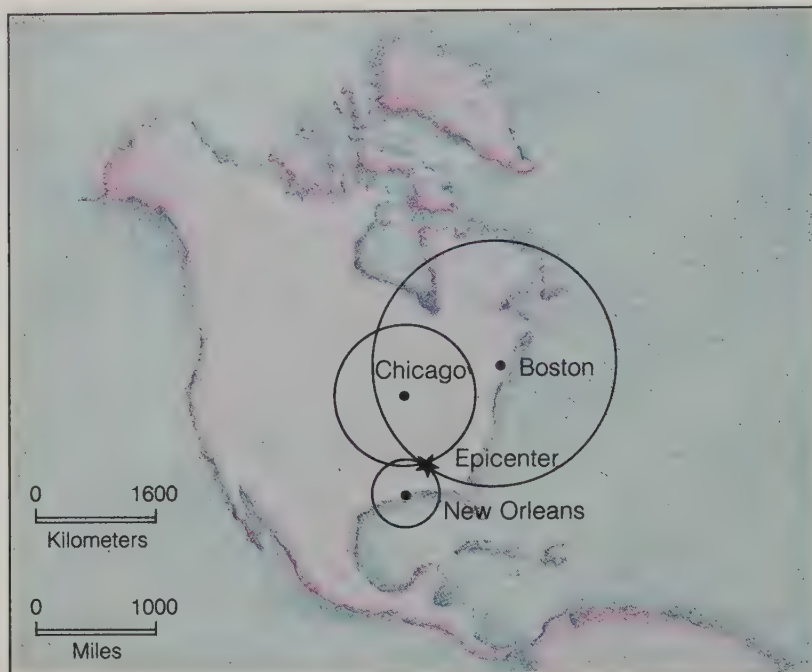 Chicago
Boston
Epicenter
New Orleans
0 1600
Kilometers
0 1000
Miles